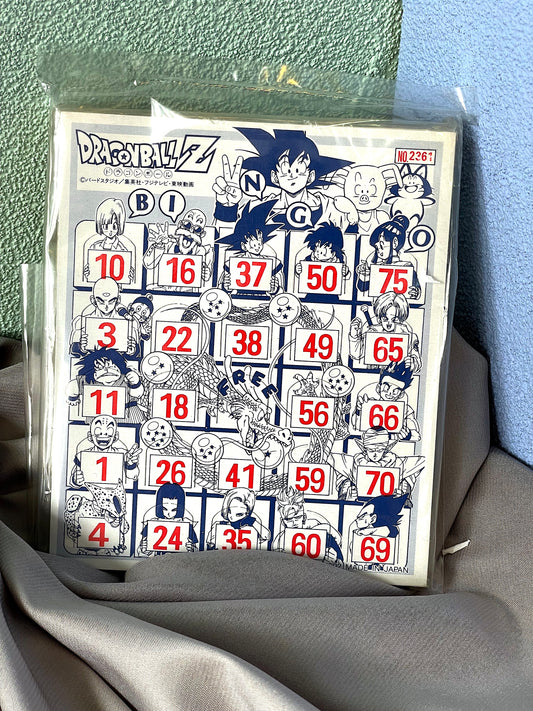 DRAGONBALL Z
ドラゴンボール
NO.2261
©バードスタジオ／集英社・フジテレビ・東映動画
B I N G O
10 16 37 50 75
3 22 38 49 65
11 18 FREE 56 66
1 26 41 59 70
4 24 35 60 69
MADE IN JAPAN